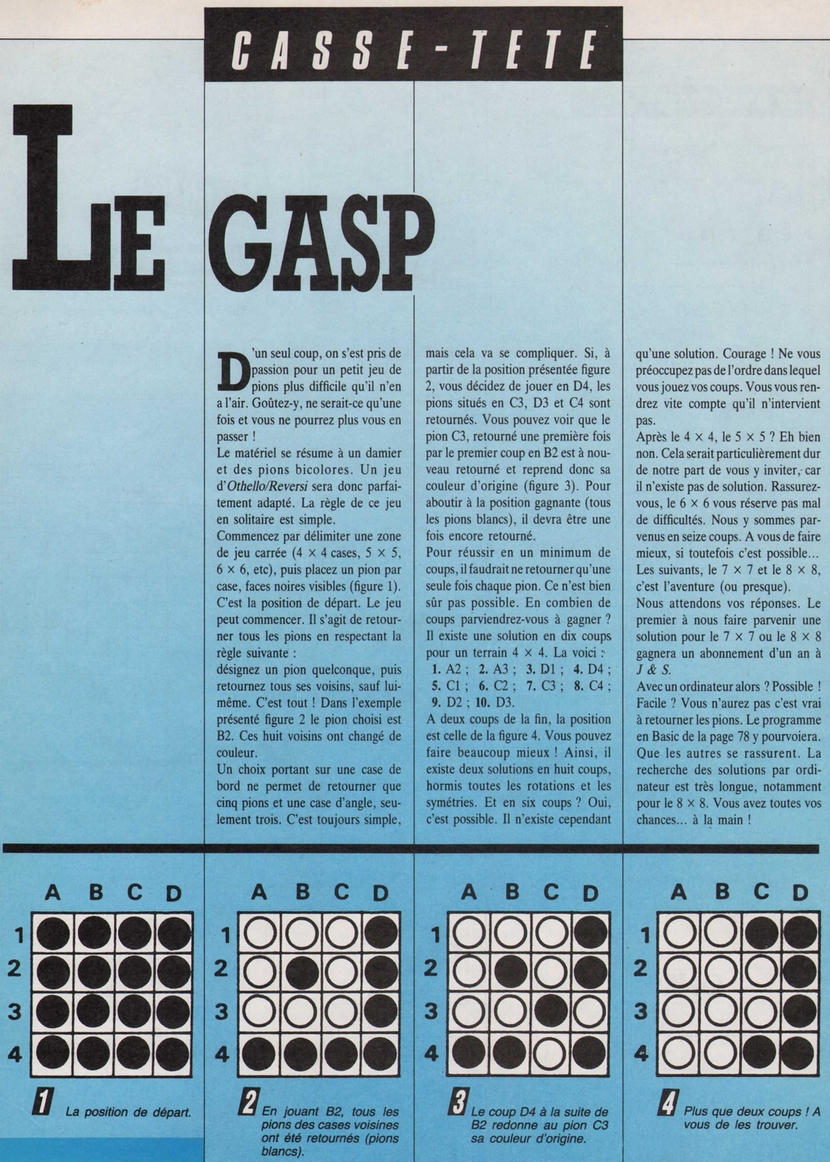 CASSE-TETE
LE GASP
D'un seul coup, on s'est pris de
passion pour un petit jeu de
pions plus difficile qu'il n'en
a l'air. Goûtez-y, ne serait-ce qu'une
fois et vous ne pourrez plus vous en
passer !
Le matériel se résume à un damier
et des pions bicolores. Un jeu
d'Othello/Reversi sera donc parfai-
tement adapté. La règle de ce jeu
en solitaire est simple.
Commencez par délimiter une zone
de jeu carrée (4 × 4 cases, 5 × 5,
6 × 6, etc), puis placez un pion par
case, faces noires visibles (figure 1).
C'est la position de départ. Le jeu
peut commencer. Il s'agit de retour-
ner tous les pions en respectant la
règle suivante :
désignez un pion quelconque, puis
retournez tous ses voisins, sauf lui-
même. C'est tout ! Dans l'exemple
présenté figure 2 le pion choisi est
B2. Ces huit voisins ont changé de
couleur.
Un choix portant sur une case de
bord ne permet de retourner que
cinq pions et une case d'angle, seu-
lement trois. C'est toujours simple,
mais cela va se compliquer. Si, à
partir de la position présentée figure
2, vous décidez de jouer en D4, les
pions situés en C3, D3 et C4 sont
retournés. Vous pouvez voir que le
pion C3, retourné une première fois
par le premier coup en B2 est à nou-
veau retourné et reprend donc sa
couleur d'origine (figure 3). Pour
aboutir à la position gagnante (tous
les pions blancs), il devra être une
fois encore retourné.
Pour réussir en un minimum de
coups, il faudrait ne retourner qu'une
seule fois chaque pion. Ce n'est bien
sûr pas possible. En combien de
coups parviendrez-vous à gagner ?
Il existe une solution en dix coups
pour un terrain 4 × 4. La voici :
1. A2 ; 2. A3 ; 3. D1 ; 4. D4 ;
5. C1 ; 6. C2 ; 7. C3 ; 8. C4 ;
9. D2 ; 10. D3.
A deux coups de la fin, la position
est celle de la figure 4. Vous pouvez
faire beaucoup mieux ! Ainsi, il
existe deux solutions en huit coups,
hormis toutes les rotations et les
symétries. Et en six coups ? Oui,
c'est possible. Il n'existe cependant
qu'une solution. Courage ! Ne vous
préoccupez pas de l'ordre dans lequel
vous jouez vos coups. Vous vous ren-
drez vite compte qu'il n'intervient
pas.
Après le 4 × 4, le 5 × 5 ? Eh bien
non. Cela serait particulièrement dur
de notre part de vous y inviter, car
il n'existe pas de solution. Rassurez-
vous, le 6 × 6 vous réserve pas mal
de difficultés. Nous y sommes par-
venus en seize coups. A vous de faire
mieux, si toutefois c'est possible...
Les suivants, le 7 × 7 et le 8 × 8,
c'est l'aventure (ou presque).
Nous attendons vos réponses. Le
premier à nous faire parvenir une
solution pour le 7 × 7 ou le 8 × 8
gagnera un abonnement d'un an à
J & S.
Avec un ordinateur alors ? Possible !
Facile ? Vous n'aurez pas c'est vrai
à retourner les pions. Le programme
en Basic de la page 78 y pourvoiera.
Que les autres se rassurent. La
recherche des solutions par ordi-
nateur est très longue, notamment
pour le 8 × 8. Vous avez toutes vos
chances... à la main !
A B C D
1
2
3
4
1 La position de départ.
A B C D
1
2
3
4
2 En jouant B2, tous les
pions des cases voisines
ont été retournés (pions
blancs).
A B C D
1
2
3
4
3 Le coup D4 à la suite de
B2 redonne au pion C3
sa couleur d'origine.
A B C D
1
2
3
4
4 Plus que deux coups ! A
vous de les trouver.